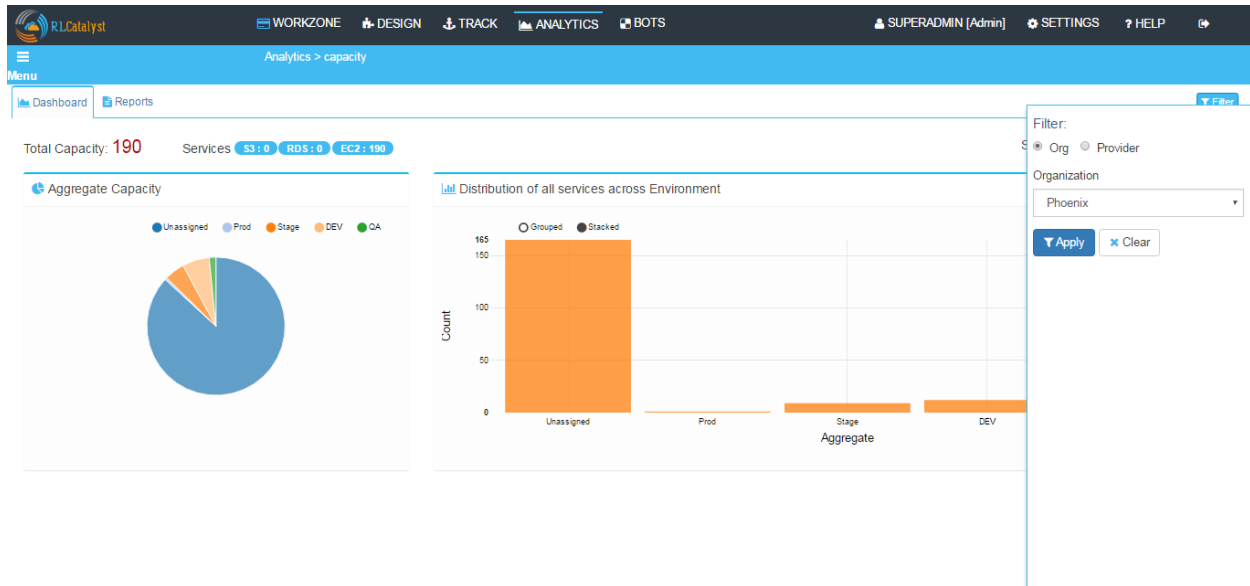 RLCatalyst WORKZONE DESIGN TRACK ANALYTICS BOTS SUPERADMIN [Admin] SETTINGS ? HELP
Menu
Analytics > capacity
Dashboard Reports Filter
Total Capacity: 190 Services S3 : 0 RDS : 0 EC2 : 190
Aggregate Capacity
Unassigned Prod Stage DEV QA
Distribution of all services across Environment
Grouped Stacked
165
150
100
50
0
Count
Unassigned Prod Stage DEV
Aggregate
Filter:
Org Provider
Organization
Phoenix
Apply Clear